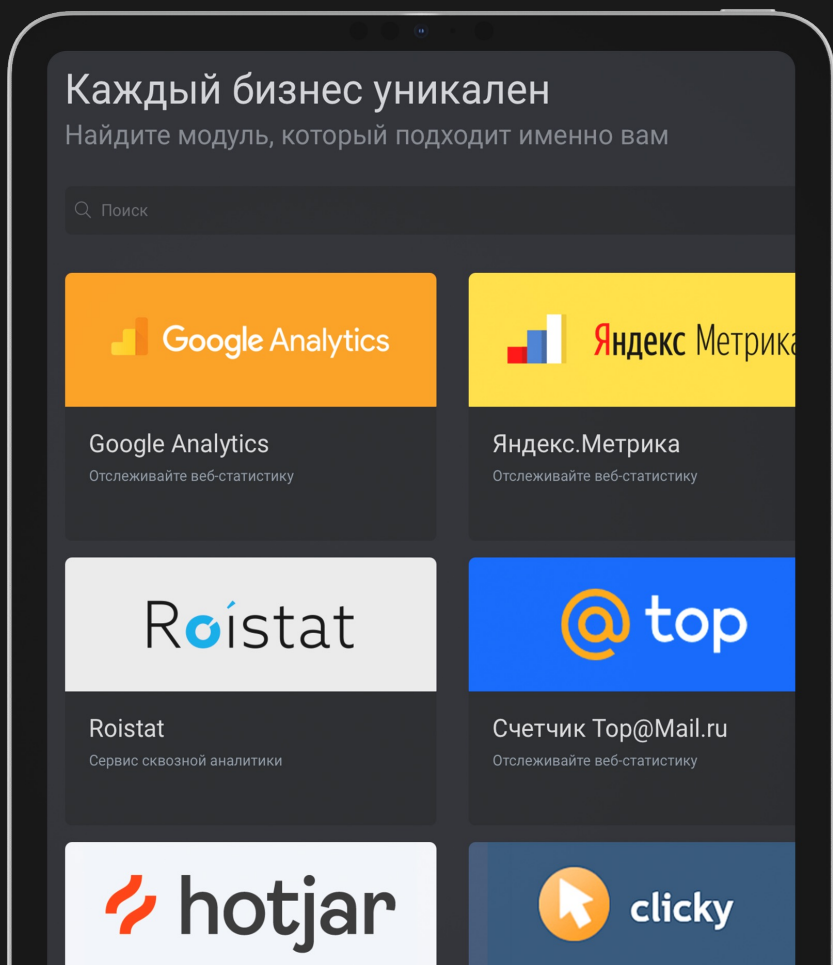 Каждый бизнес уникален
Найдите модуль, который подходит именно вам
Поиск
Google Analytics
Яндекс Метрика
Google Analytics
Отслеживайте веб-статистику
Яндекс.Метрика
Отслеживайте веб-статистику
Roistat
@ top
Roistat
Сервис сквозной аналитики
Счетчик Top@Mail.ru
Отслеживайте веб-статистику
hotjar
clicky